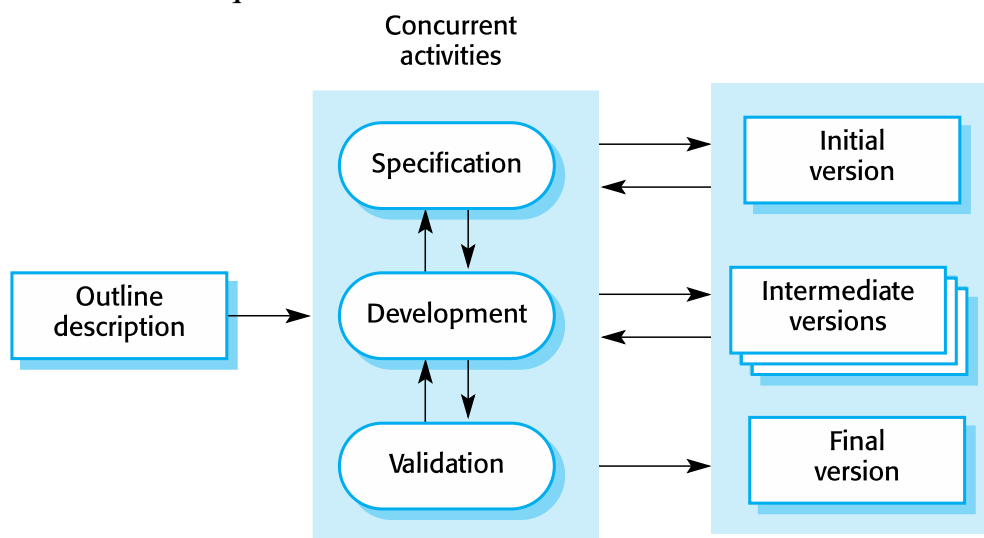 Concurrent
activities
Specification
Initial
version
Outline
description
Development
Intermediate
versions
Validation
Final
version